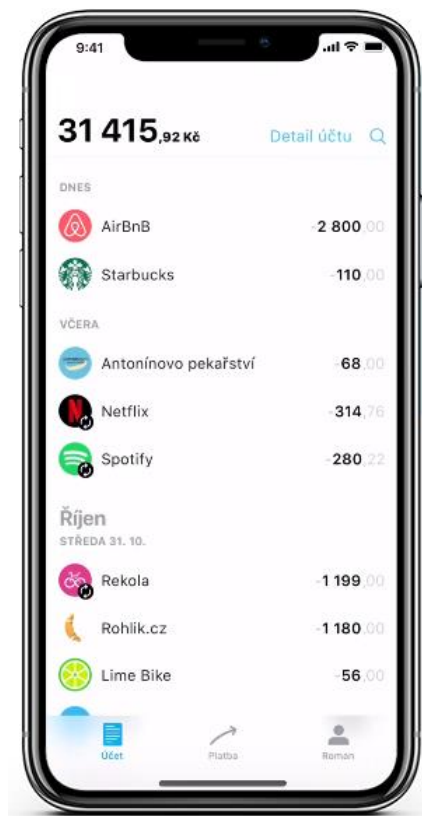 9:41
31 415,92 Kč Detail účtu
DNES
AirBnB -2 800,00
Starbucks -110,00
VČERA
Antonínovo pekařství -68,00
Netflix -314,76
Spotify -280,22
Říjen
STŘEDA 31. 10.
Rekola -1 199,00
Rohlik.cz -1 180,00
Lime Bike -56,00
Účet Platba Roman